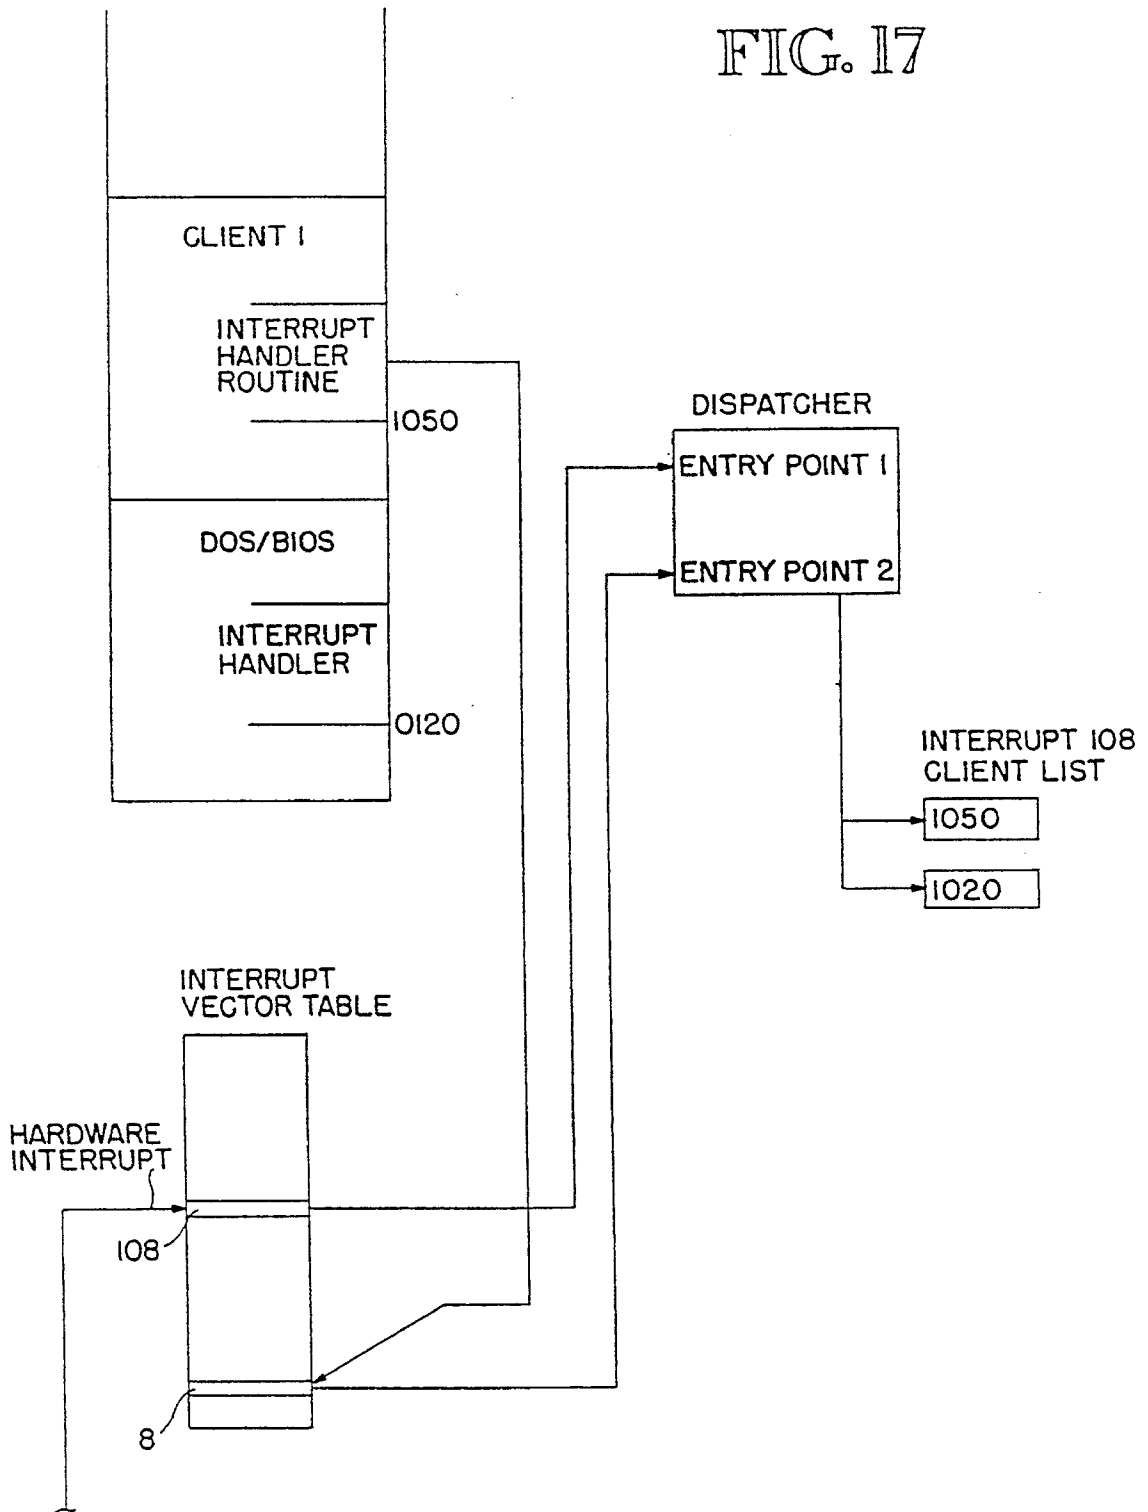 FIG. 17
CLIENT 1
INTERRUPT
HANDLER
ROUTINE
1050
DOS/BIOS
INTERRUPT
HANDLER
0120
DISPATCHER
ENTRY POINT 1
ENTRY POINT 2
INTERRUPT 108
CLIENT LIST
1050
1020
INTERRUPT
VECTOR TABLE
HARDWARE
INTERRUPT
108
8